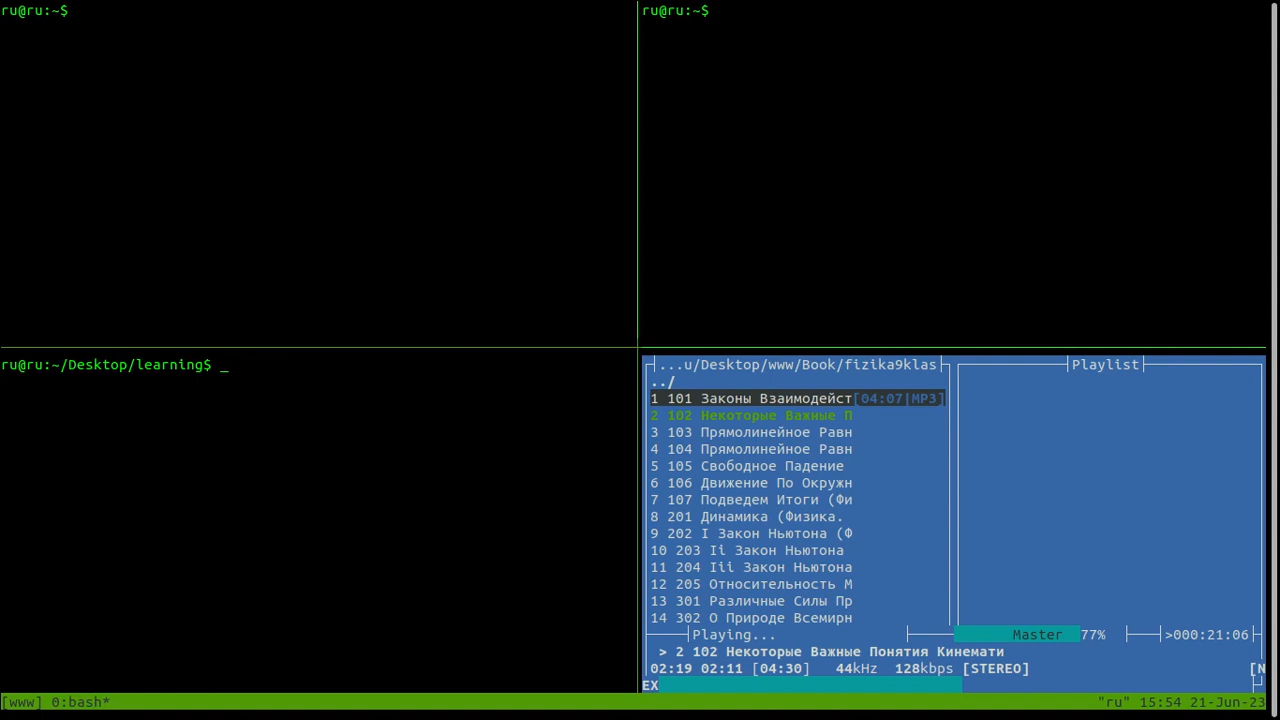 ru@ru:~$
ru@ru:~$
ru@ru:~/Desktop/learning$ _
...u/Desktop/www/Book/fizika9klas
Playlist
../
1 101 Законы Взаимодейст[04:07|MP3]
2 102 Некоторые Важные П
3 103 Прямолинейное Равн
4 104 Прямолинейное Равн
5 105 Свободное Падение
6 106 Движение По Окружн
7 107 Подведем Итоги (Фи
8 201 Динамика (Физика.
9 202 I Закон Ньютона (Ф
10 203 Ii Закон Ньютона
11 204 Iii Закон Ньютона
12 205 Относительность М
13 301 Различные Силы Пр
14 302 О Природе Всемирн
Playing... Master 77% >000:21:06
> 2 102 Некоторые Важные Понятия Кинемати
02:19 02:11 [04:30] 44kHz 128kbps [STEREO] [N
EX
[www] 0:bash* "ru" 15:54 21-Jun-23